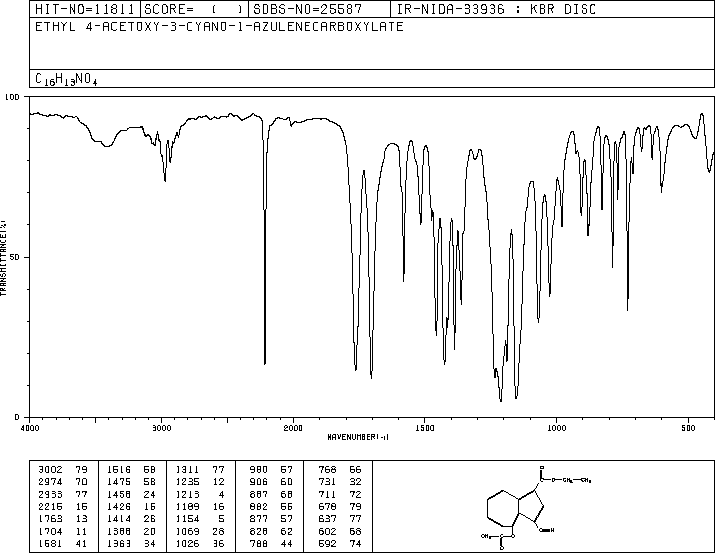 HIT-NO=11811 SCORE= ( ) SDBS-NO=25587 IR-NIDA-33936 : KBR DISC
ETHYL 4-ACETOXY-3-CYANO-1-AZULENECARBOXYLATE
C16H13NO4
100
50
0
TRANSMITTANCE(%)
4000 3000 2000 1500 1000 500
WAVENUMBER(-1)
3002 79 1516 58 1311 77 980 57 768 66
2974 70 1475 58 1235 12 906 60 731 32
2933 77 1458 24 1213 4 887 68 711 72
2215 16 1426 16 1189 16 882 66 678 79
1763 13 1414 26 1154 5 877 57 637 77
1704 11 1388 20 1069 28 828 62 602 68
1581 41 1363 34 1026 36 788 44 592 74